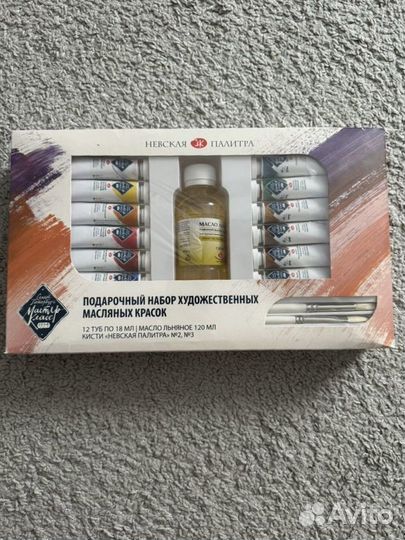 НЕВСКАЯ ПАЛИТРА
МАСЛО
Мастер
Класс
ПОДАРОЧНЫЙ НАБОР ХУДОЖЕСТВЕННЫХ
МАСЛЯНЫХ КРАСОК
12 ТУБ ПО 18 МЛ | МАСЛО ЛЬНЯНОЕ 120 МЛ
КИСТИ «НЕВСКАЯ ПАЛИТРА» №2, №3
Avito